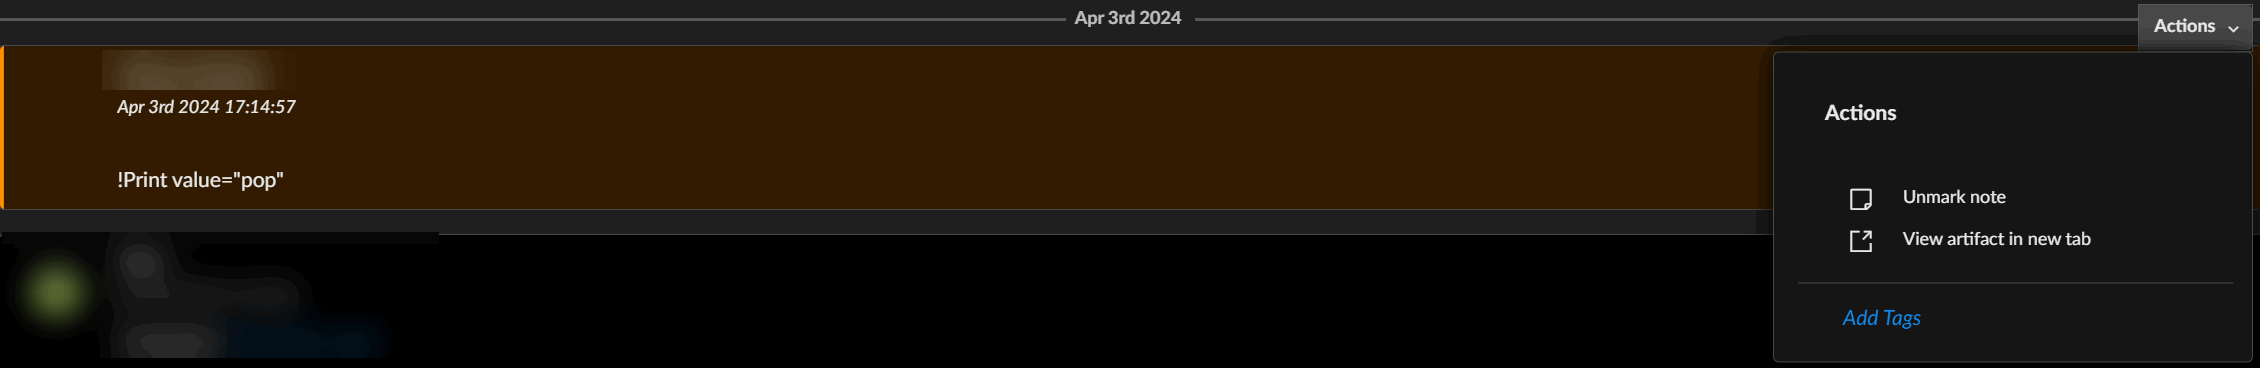 Apr 3rd 2024
Actions
Apr 3rd 2024 17:14:57
!Print value="pop"
Actions
Unmark note
View artifact in new tab
Add Tags